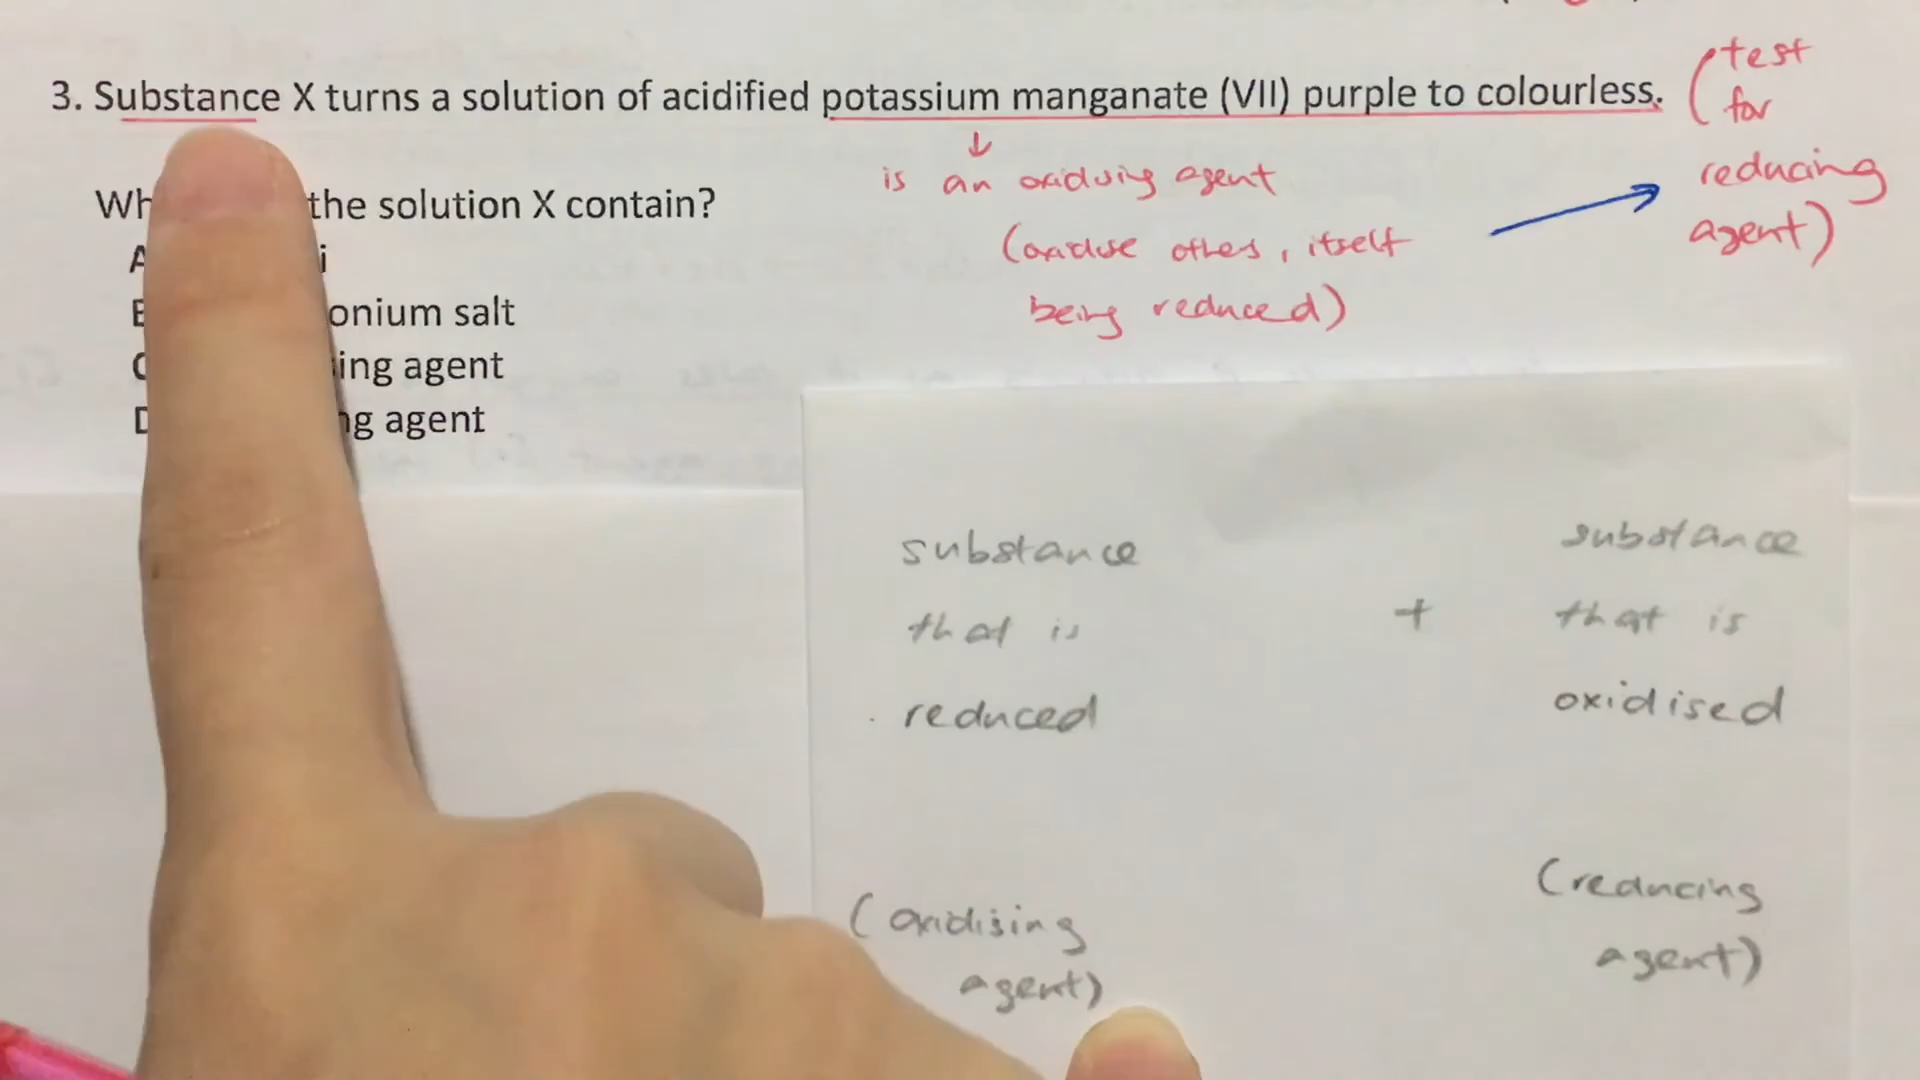 3. Substance X turns a solution of acidified potassium manganate (VII) purple to colourless.
(test
for
reducing
agent)
↓
is an oxidising agent
(oxidise others, itself
being reduced)
the solution X contain?
onium salt
ing agent
ng agent
substance
that is
reduced
+
substance
that is
oxidised
(oxidising
agent)
(reducing
agent)